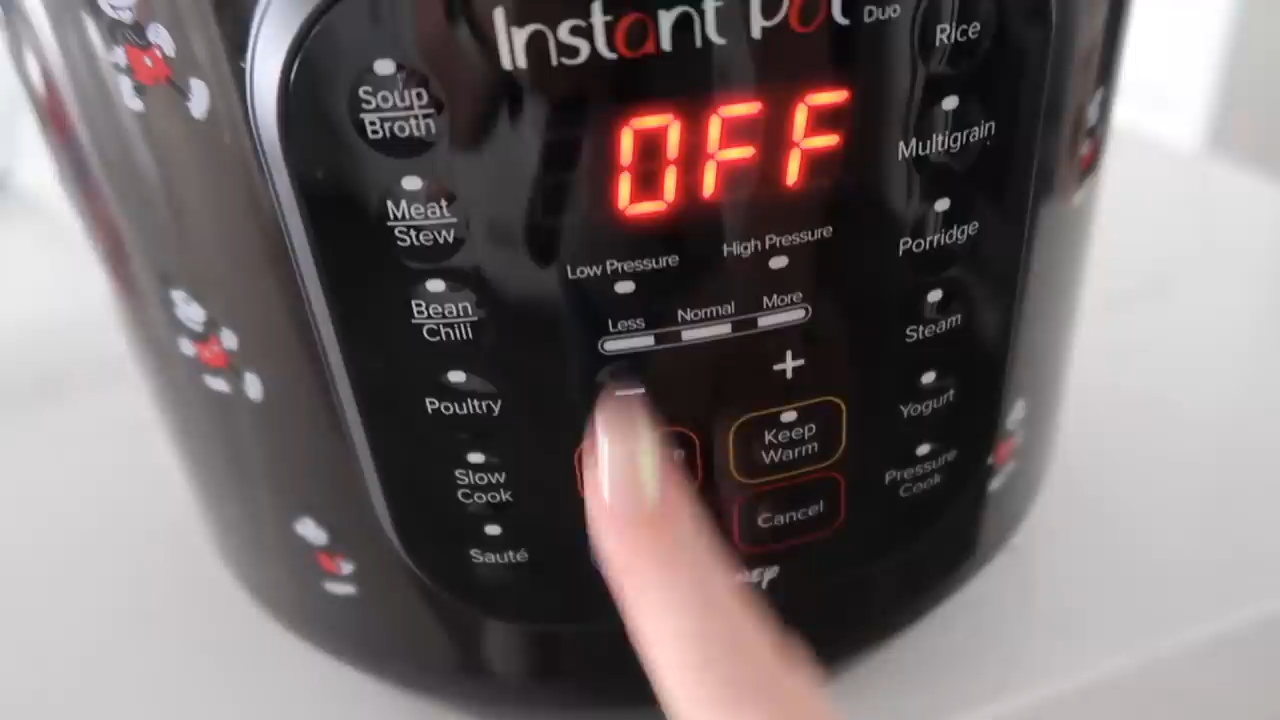 Instant Pot Duo
OFF
Low Pressure
High Pressure
Less
Normal
More
−
+
Keep
Warm
Cancel
Soup
Broth
Meat
Stew
Bean
Chili
Poultry
Slow
Cook
Sauté
Rice
Multigrain
Porridge
Steam
Yogurt
Pressure
Cook